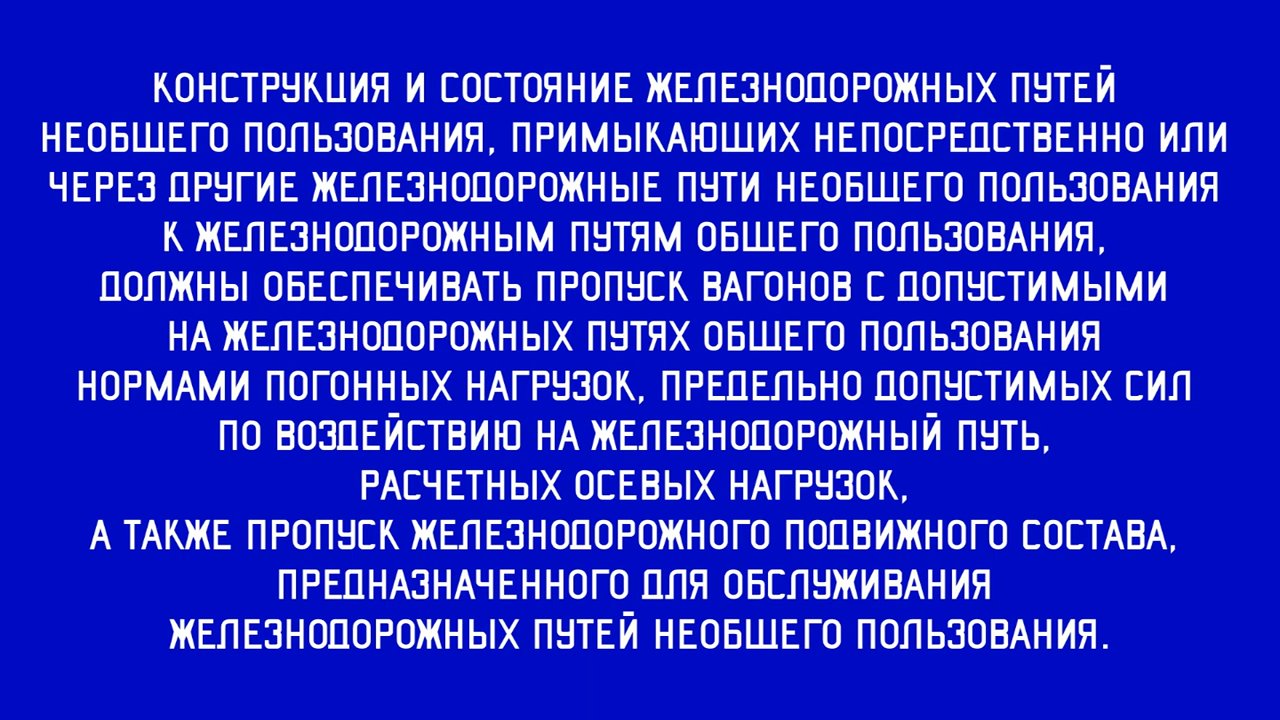 КОНСТРУКЦИЯ И СОСТОЯНИЕ ЖЕЛЕЗНОДОРОЖНЫХ ПУТЕЙ
НЕОБЩЕГО ПОЛЬЗОВАНИЯ, ПРИМЫКАЮЩИХ НЕПОСРЕДСТВЕННО ИЛИ
ЧЕРЕЗ ДРУГИЕ ЖЕЛЕЗНОДОРОЖНЫЕ ПУТИ НЕОБЩЕГО ПОЛЬЗОВАНИЯ
К ЖЕЛЕЗНОДОРОЖНЫМ ПУТЯМ ОБЩЕГО ПОЛЬЗОВАНИЯ,
ДОЛЖНЫ ОБЕСПЕЧИВАТЬ ПРОПУСК ВАГОНОВ С ДОПУСТИМЫМИ
НА ЖЕЛЕЗНОДОРОЖНЫХ ПУТЯХ ОБЩЕГО ПОЛЬЗОВАНИЯ
НОРМАМИ ПОГОННЫХ НАГРУЗОК, ПРЕДЕЛЬНО ДОПУСТИМЫХ СИЛ
ПО ВОЗДЕЙСТВИЮ НА ЖЕЛЕЗНОДОРОЖНЫЙ ПУТЬ,
РАСЧЕТНЫХ ОСЕВЫХ НАГРУЗОК,
А ТАКЖЕ ПРОПУСК ЖЕЛЕЗНОДОРОЖНОГО ПОДВИЖНОГО СОСТАВА,
ПРЕДНАЗНАЧЕННОГО ДЛЯ ОБСЛУЖИВАНИЯ
ЖЕЛЕЗНОДОРОЖНЫХ ПУТЕЙ НЕОБЩЕГО ПОЛЬЗОВАНИЯ.